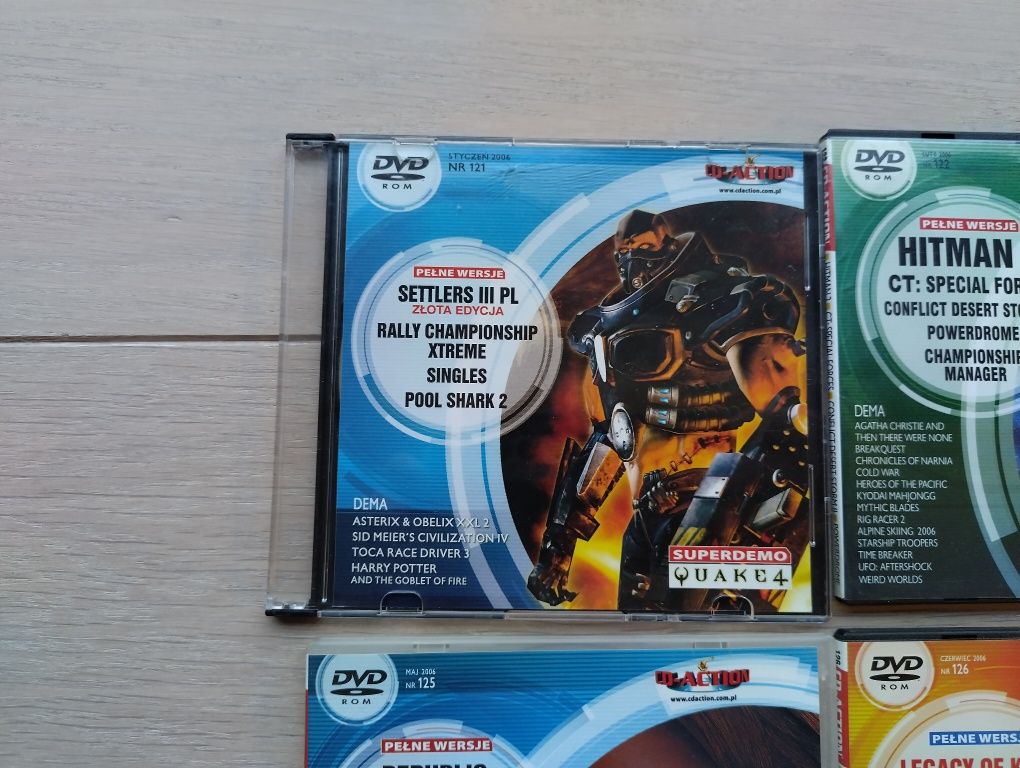 DVD
ROM
STYCZEŃ 2006
NR 121
CD-ACTION
www.cdaction.com.pl
PEŁNE WERSJE
SETTLERS III PL
ZŁOTA EDYCJA
RALLY CHAMPIONSHIP
XTREME
SINGLES
POOL SHARK 2
DEMA
ASTERIX & OBELIX XXL 2
SID MEIER'S CIVILIZATION IV
TOCA RACE DRIVER 3
HARRY POTTER
AND THE GOBLET OF FIRE
SUPERDEMO
QUAKE 4
DVD
ROM
LUTY 2006
NR 122
PEŁNE WERSJE
HITMAN
CT: SPECIAL FOR
CONFLICT DESERT STO
POWERDROME
CHAMPIONSHIP
MANAGER
DEMA
AGATHA CHRISTIE AND
THEN THERE WERE NONE
BREAKQUEST
CHRONICLES OF NARNIA
COLD WAR
HEROES OF THE PACIFIC
KYODAI MAHJONGG
MYTHIC BLADES
RIG RACER 2
ALPINE SKIING 2006
STARSHIP TROOPERS
TIME BREAKER
UFO: AFTERSHOCK
WEIRD WORLDS
DVD
ROM
MAJ 2006
NR 125
CD-ACTION
www.cdaction.com.pl
PEŁNE WERSJE
REPUBLIC
DVD
ROM
CZERWIEC 2006
NR 126
PEŁNE WERSJ
LEGACY OF K